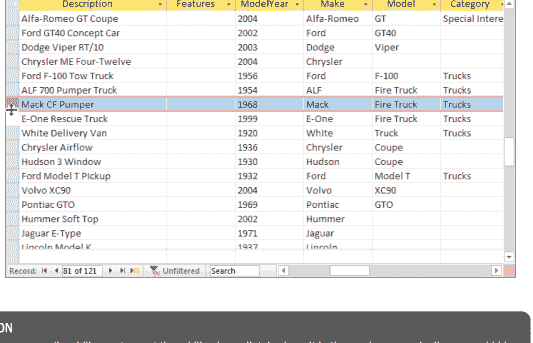 Description Features ModelYear Make Model Category
Alfa-Romeo GT Coupe 2004 Alfa-Romeo GT Special Intere
Ford GT40 Concept Car 2002 Ford GT40
Dodge Viper RT/10 2003 Dodge Viper
Chrysler ME Four-Twelve 2004 Chrysler
Ford F-100 Tow Truck 1956 Ford F-100 Trucks
ALF 700 Pumper Truck 1954 ALF Fire Truck Trucks
Mack CF Pumper 1968 Mack Fire Truck Trucks
E-One Rescue Truck 1999 E-One Fire Truck Trucks
White Delivery Van 1920 White Truck Trucks
Chrysler Airflow 1936 Chrysler Coupe
Hudson 3 Window 1930 Hudson Coupe
Ford Model T Pickup 1932 Ford Model T Trucks
Volvo XC90 2004 Volvo XC90
Pontiac GTO 1969 Pontiac GTO
Hummer Soft Top 2002 Hummer
Jaguar E-Type 1971 Jaguar
Lincoln Model K 1937 Lincoln
Record: 81 of 121 Unfiltered Search
ON